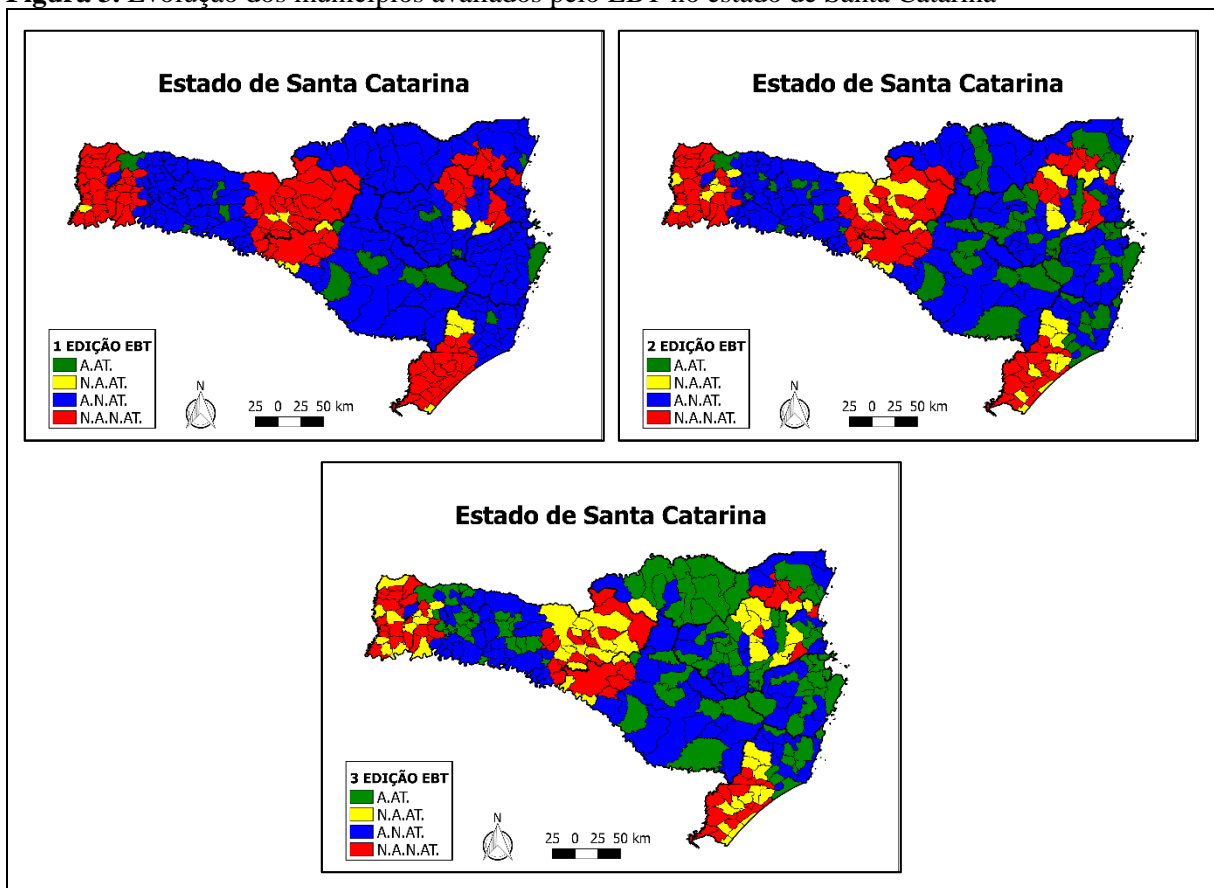 Figura 3. Evolução dos municípios avaliados pelo EBT no estado de Santa Catarina
Estado de Santa Catarina
1 EDIÇÃO EBT
A.AT.
N.A.AT.
A.N.AT.
N.A.N.AT.
N
25 0 25 50 km
Estado de Santa Catarina
2 EDIÇÃO EBT
A.AT.
N.A.AT.
A.N.AT.
N.A.N.AT.
N
25 0 25 50 km
Estado de Santa Catarina
3 EDIÇÃO EBT
A.AT.
N.A.AT.
A.N.AT.
N.A.N.AT.
N
25 0 25 50 km